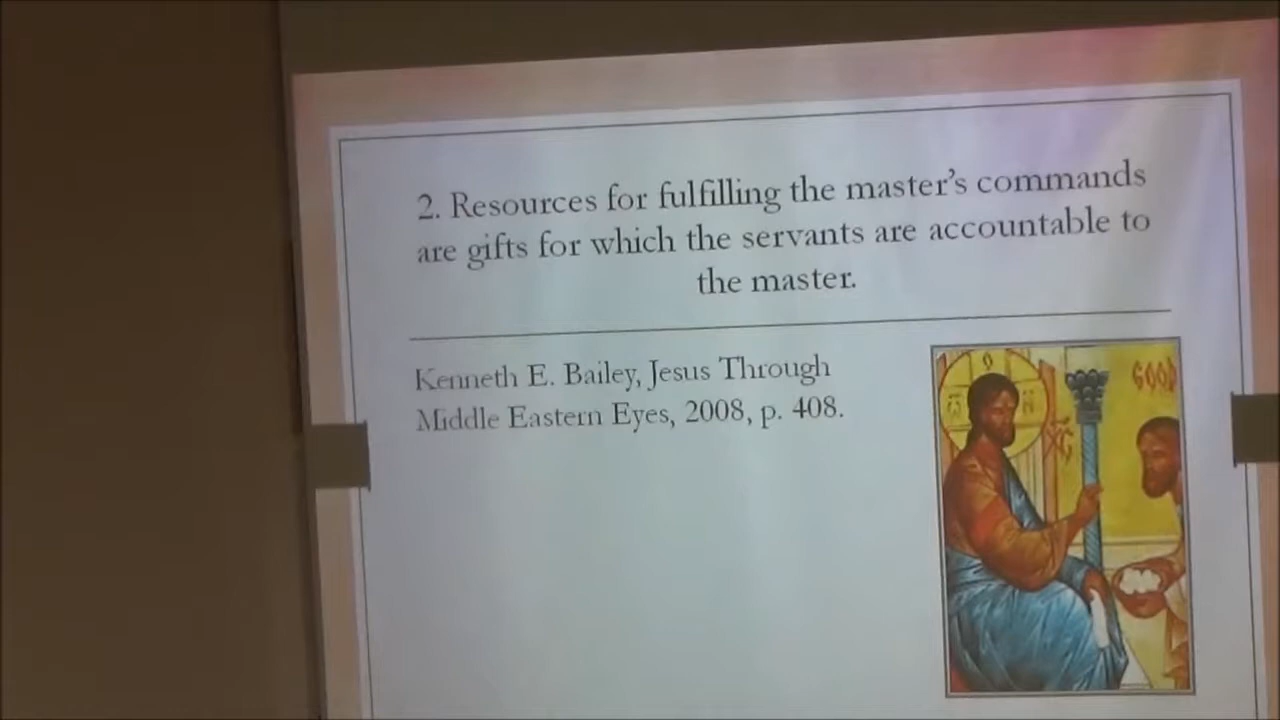 2. Resources for fulfilling the master's commands
are gifts for which the servants are accountable to
the master.
Kenneth E. Bailey, Jesus Through
Middle Eastern Eyes, 2008, p. 408.
GOOD